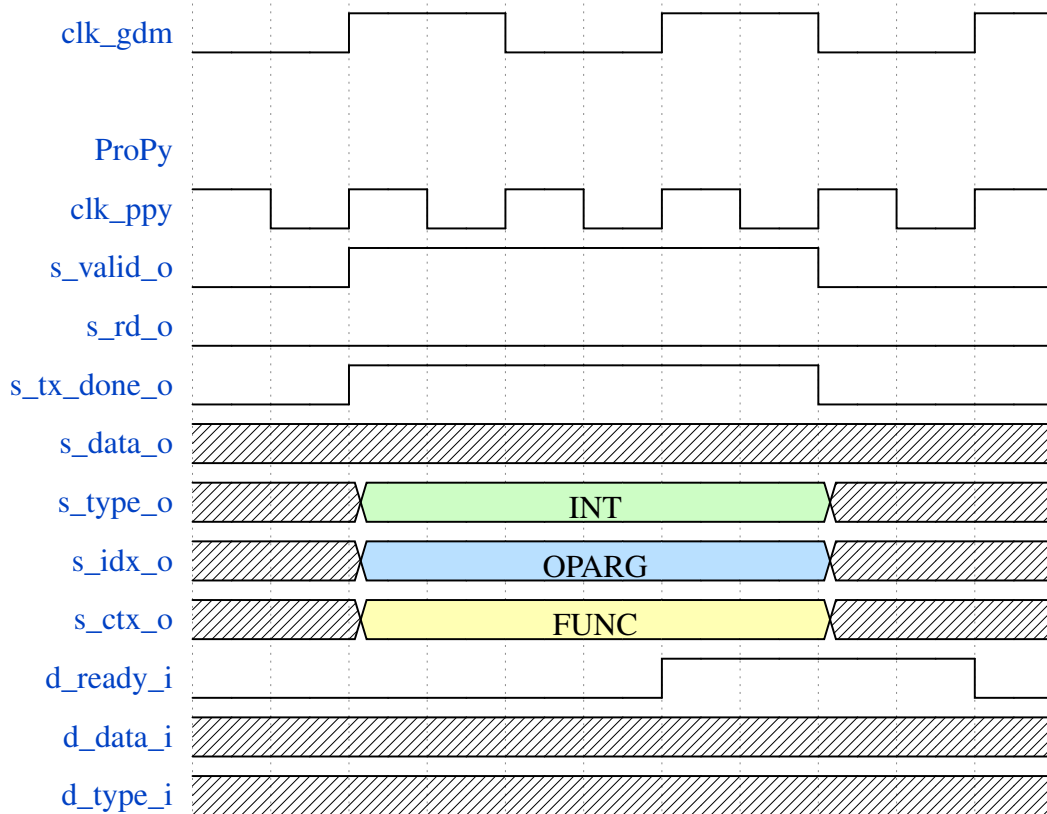 clk_gdm
ProPy
clk_ppy
s_valid_o
s_rd_o
s_tx_done_o
s_data_o
s_type_o INT
s_idx_o OPARG
s_ctx_o FUNC
d_ready_i
d_data_i
d_type_i